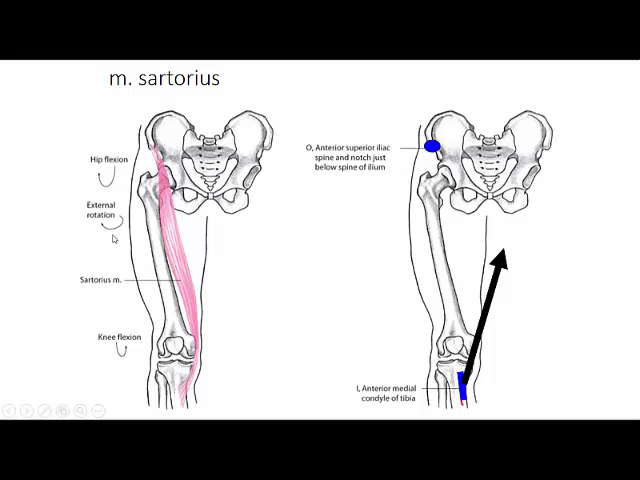 m. sartorius
Hip flexion
External
rotation
Sartorius m.
Knee flexion
O, Anterior superior iliac
spine and notch just
below spine of ilium
I, Anterior medial
condyle of tibia